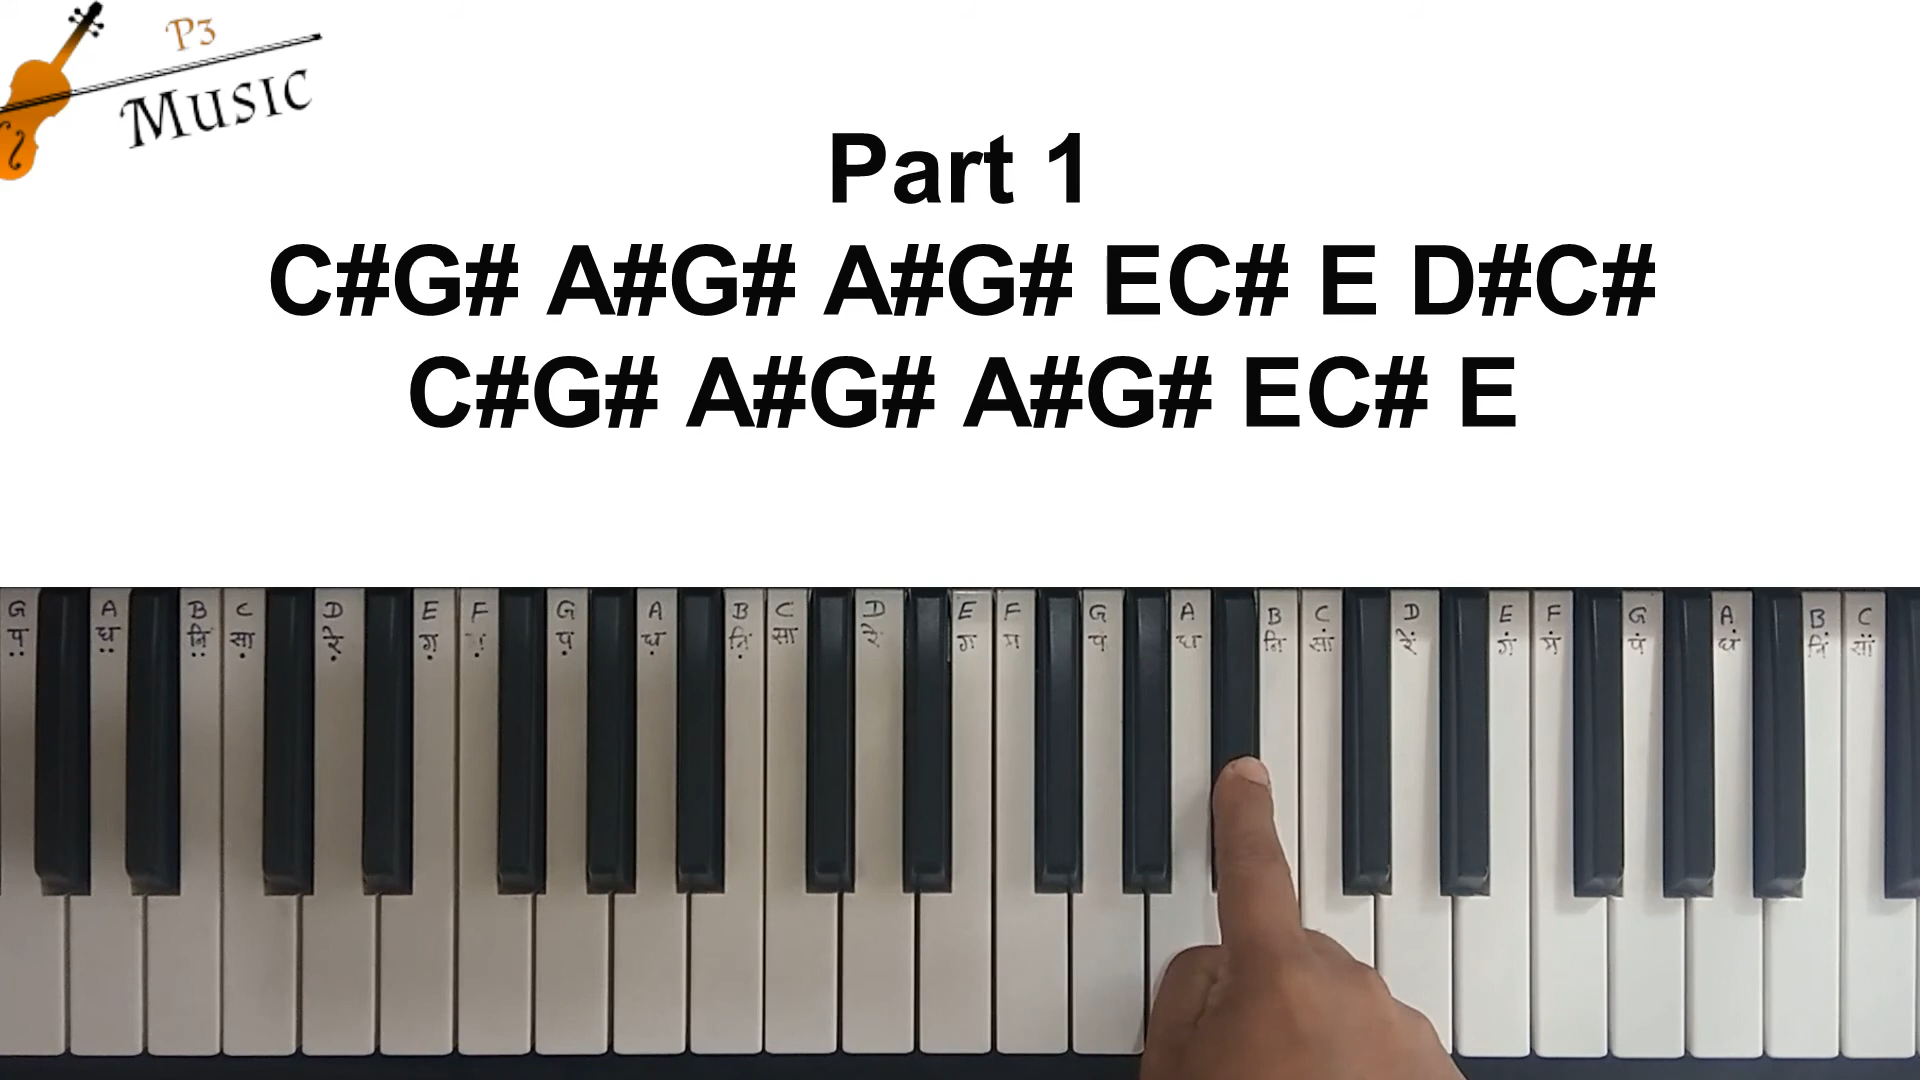 P3
Music
Part 1
C#G# A#G# A#G# EC# E D#C#
C#G# A#G# A#G# EC# E
G A B C D E F G A B C D E F G A B C D E F G A B C
प़़ ध़़ नि़़ सा़ रे़ ग़ म़ प़ ध़ नि़ सा रे ग म प ध नि सां रें गं मं पं धं निं सां